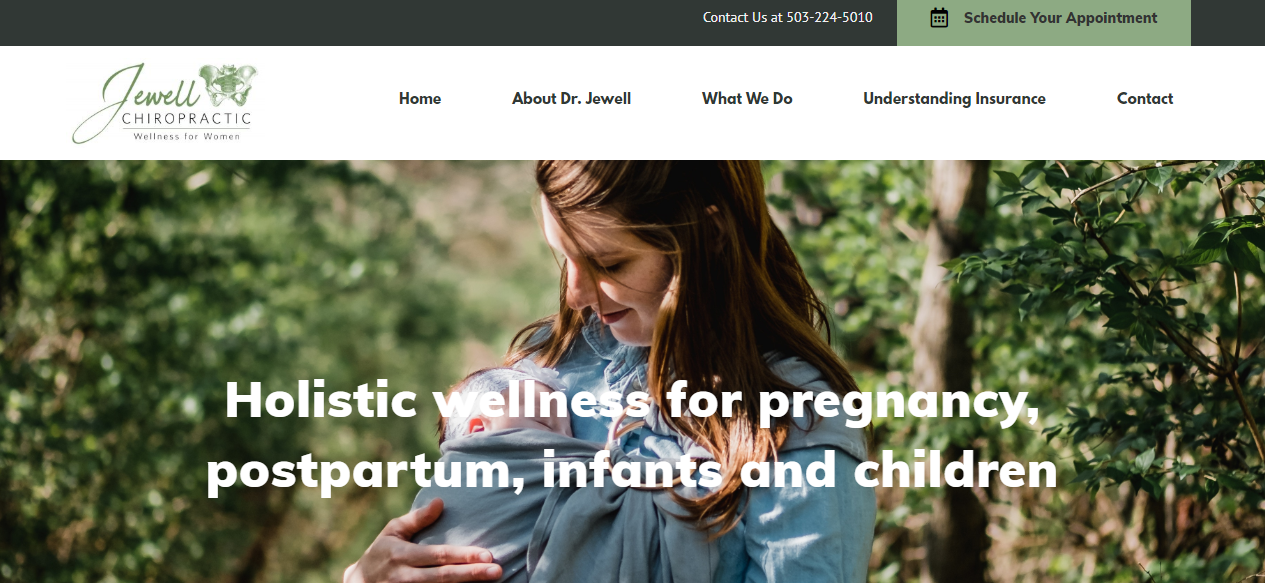 Contact Us at 503-224-5010
Schedule Your Appointment
Jewell
CHIROPRACTIC
Wellness for Women
Home
About Dr. Jewell
What We Do
Understanding Insurance
Contact
Holistic wellness for pregnancy,
postpartum, infants and children